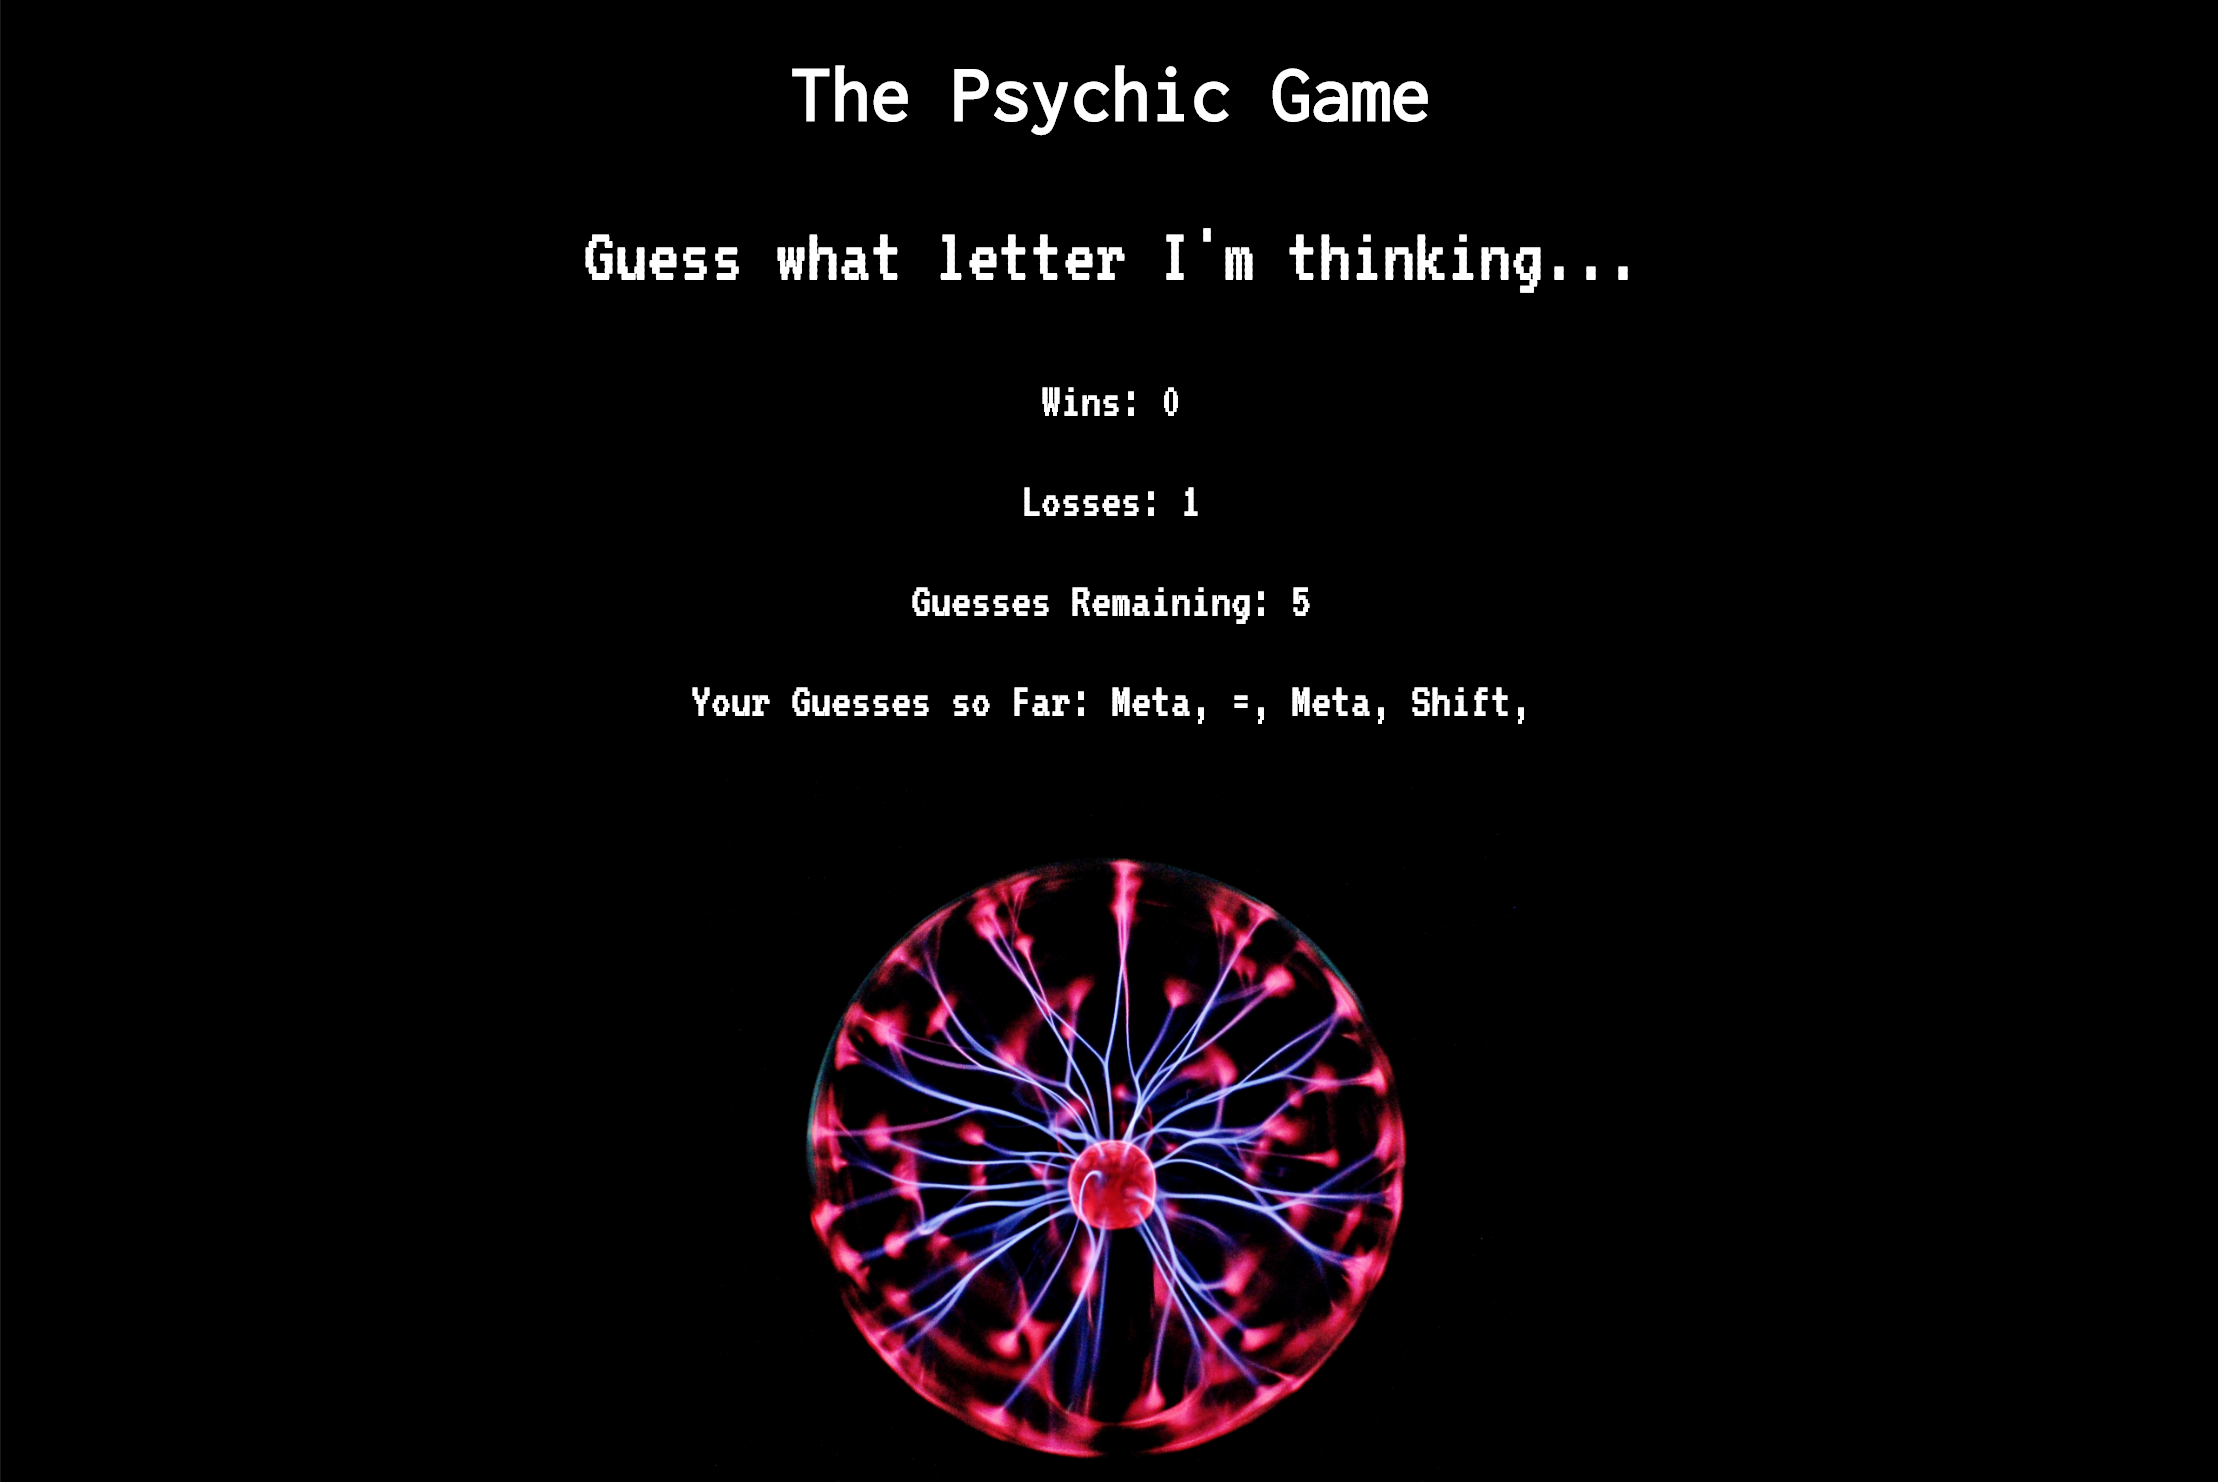 The Psychic Game
Guess what letter I'm thinking...
Wins: 0
Losses: 1
Guesses Remaining: 5
Your Guesses so Far: Meta, =, Meta, Shift,